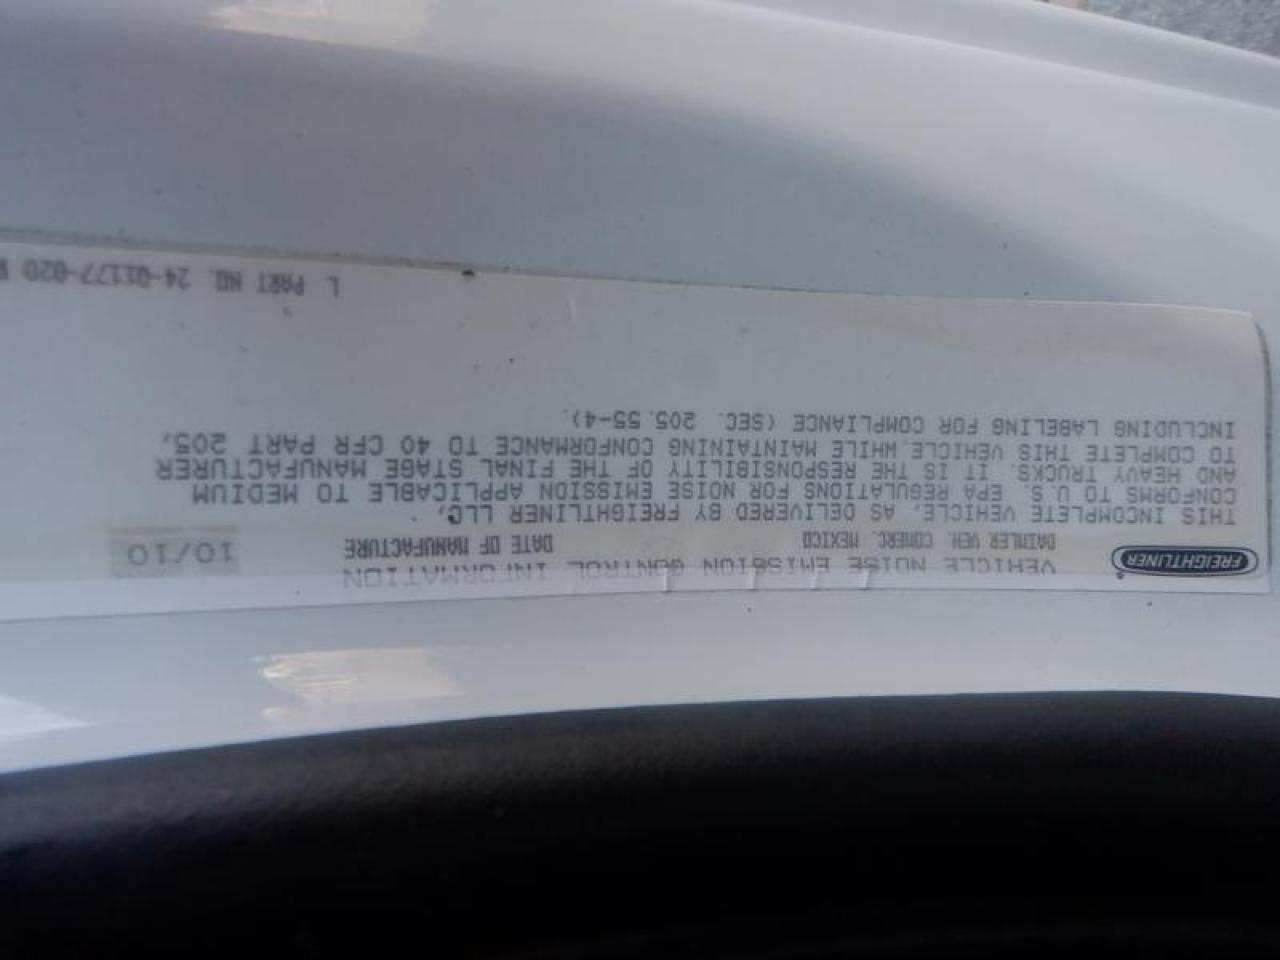 FREIGHTLINER
VEHICLE NOISE EMISSION CONTROL INFORMATION
DAIMLER VEH. COMERC. MEXICO DATE OF MANUFACTURE 10/10
THIS INCOMPLETE VEHICLE, AS DELIVERED BY FREIGHTLINER LLC,
CONFORMS TO U.S. EPA REGULATIONS FOR NOISE EMISSION APPLICABLE TO MEDIUM
AND HEAVY TRUCKS. IT IS THE RESPONSIBILITY OF THE FINAL STAGE MANUFACTURER
TO COMPLETE THIS VEHICLE WHILE MAINTAINING CONFORMANCE TO 40 CFR PART 205,
INCLUDING LABELING FOR COMPLIANCE (SEC. 205.55-4).
L PART NO. 24-01177-020